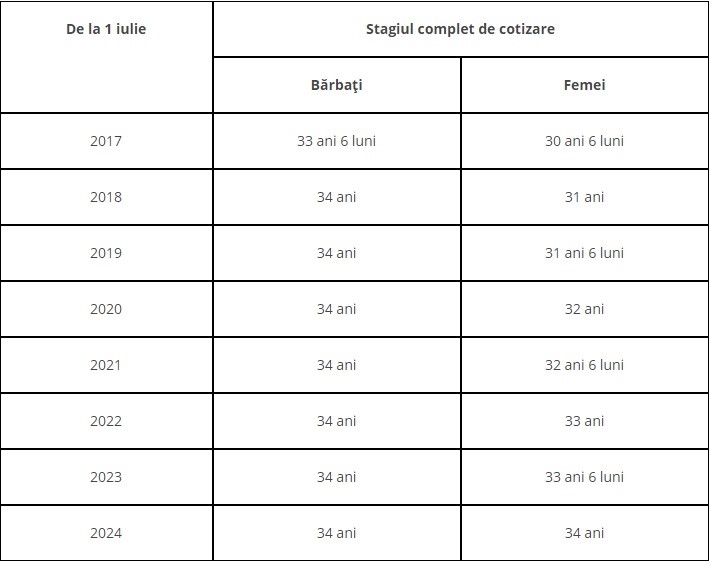 De la 1 iulie
Stagiul complet de cotizare
Bărbaţi
Femei
2017 33 ani 6 luni 30 ani 6 luni
2018 34 ani 31 ani
2019 34 ani 31 ani 6 luni
2020 34 ani 32 ani
2021 34 ani 32 ani 6 luni
2022 34 ani 33 ani
2023 34 ani 33 ani 6 luni
2024 34 ani 34 ani